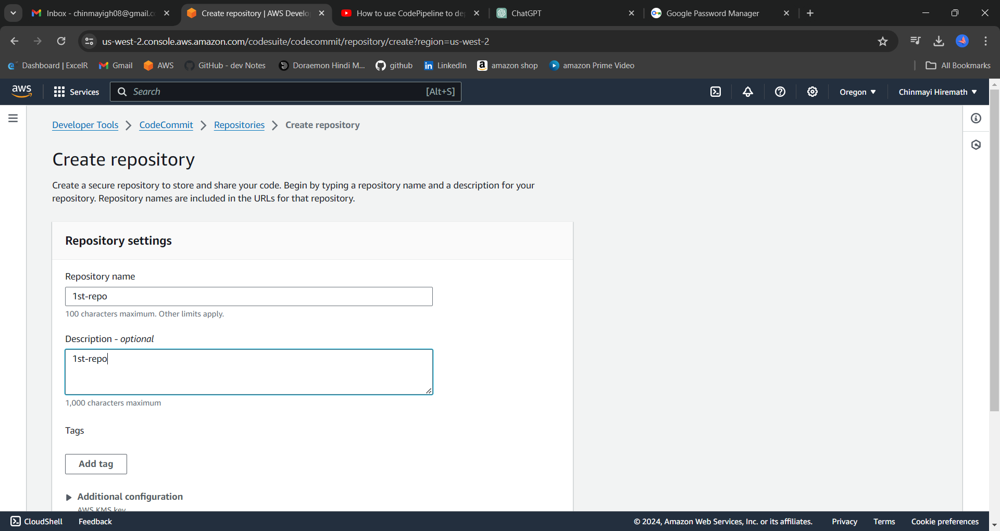 Inbox - chinmayigh08@gmail.c
Create repository | AWS Develo
How to use CodePipeline to de
ChatGPT
Google Password Manager
us-west-2.console.aws.amazon.com/codesuite/codecommit/repository/create?region=us-west-2
Dashboard | ExcelR
Gmail
AWS
GitHub - dev Notes
Doraemon Hindi M...
github
LinkedIn
amazon shop
amazon Prime Video
All Bookmarks
aws
Services
Search
[Alt+S]
Oregon
Chinmayi Hiremath
Developer Tools
CodeCommit
Repositories
Create repository
Create repository
Create a secure repository to store and share your code. Begin by typing a repository name and a description for your
repository. Repository names are included in the URLs for that repository.
Repository settings
Repository name
1st-repo
100 characters maximum. Other limits apply.
Description - optional
1st-repo
1,000 characters maximum
Tags
Add tag
Additional configuration
AWS KMS key
CloudShell
Feedback
© 2024, Amazon Web Services, Inc. or its affiliates.
Privacy
Terms
Cookie preferences